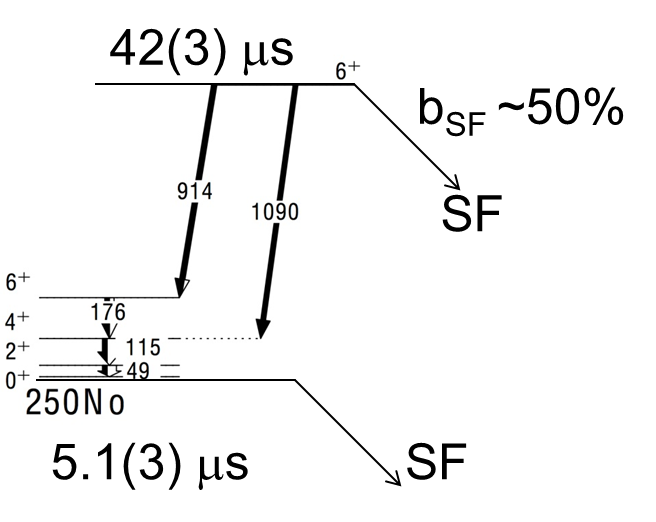 42(3) μs
6+
bSF ~50%
914
1090
SF
6+
176
4+
115
2+
49
0+
250No
5.1(3) μs
SF